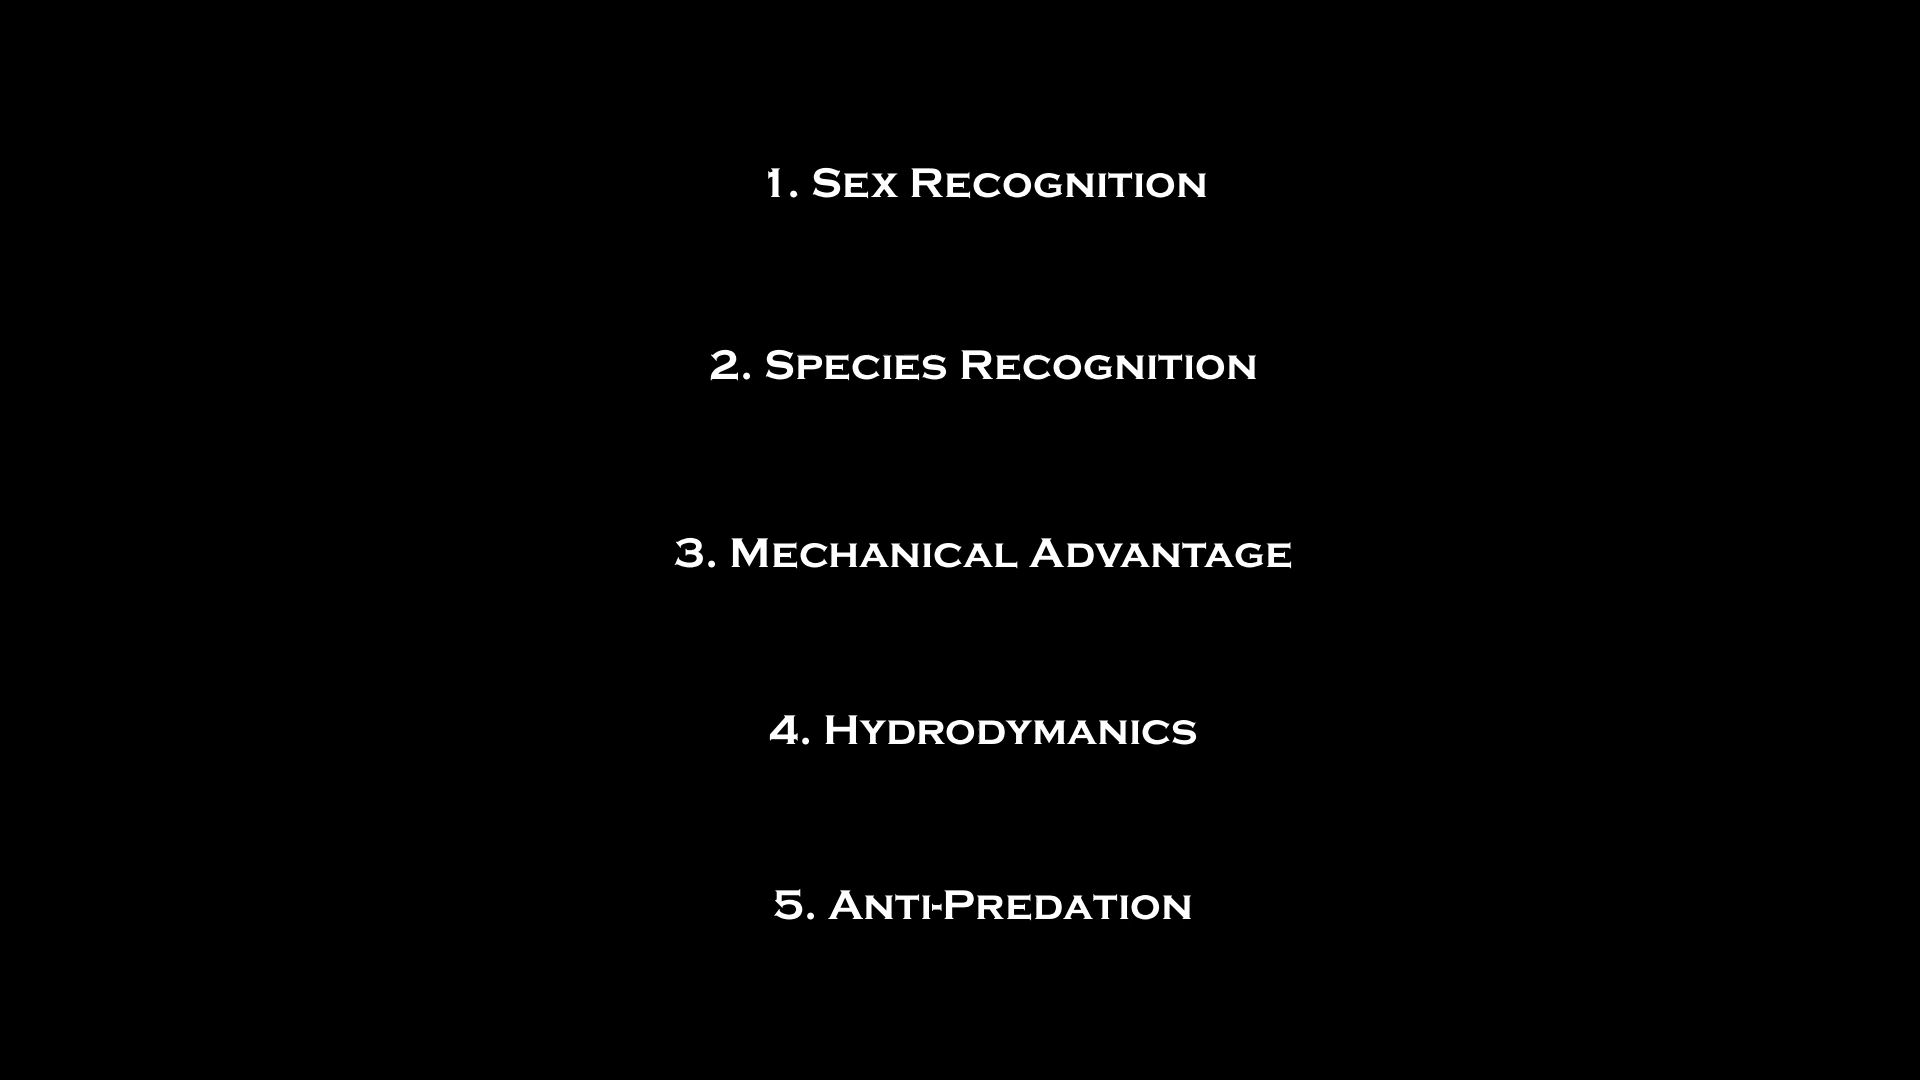 1. Sex Recognition
2. Species Recognition
3. Mechanical Advantage
4. Hydrodymanics
5. Anti-Predation